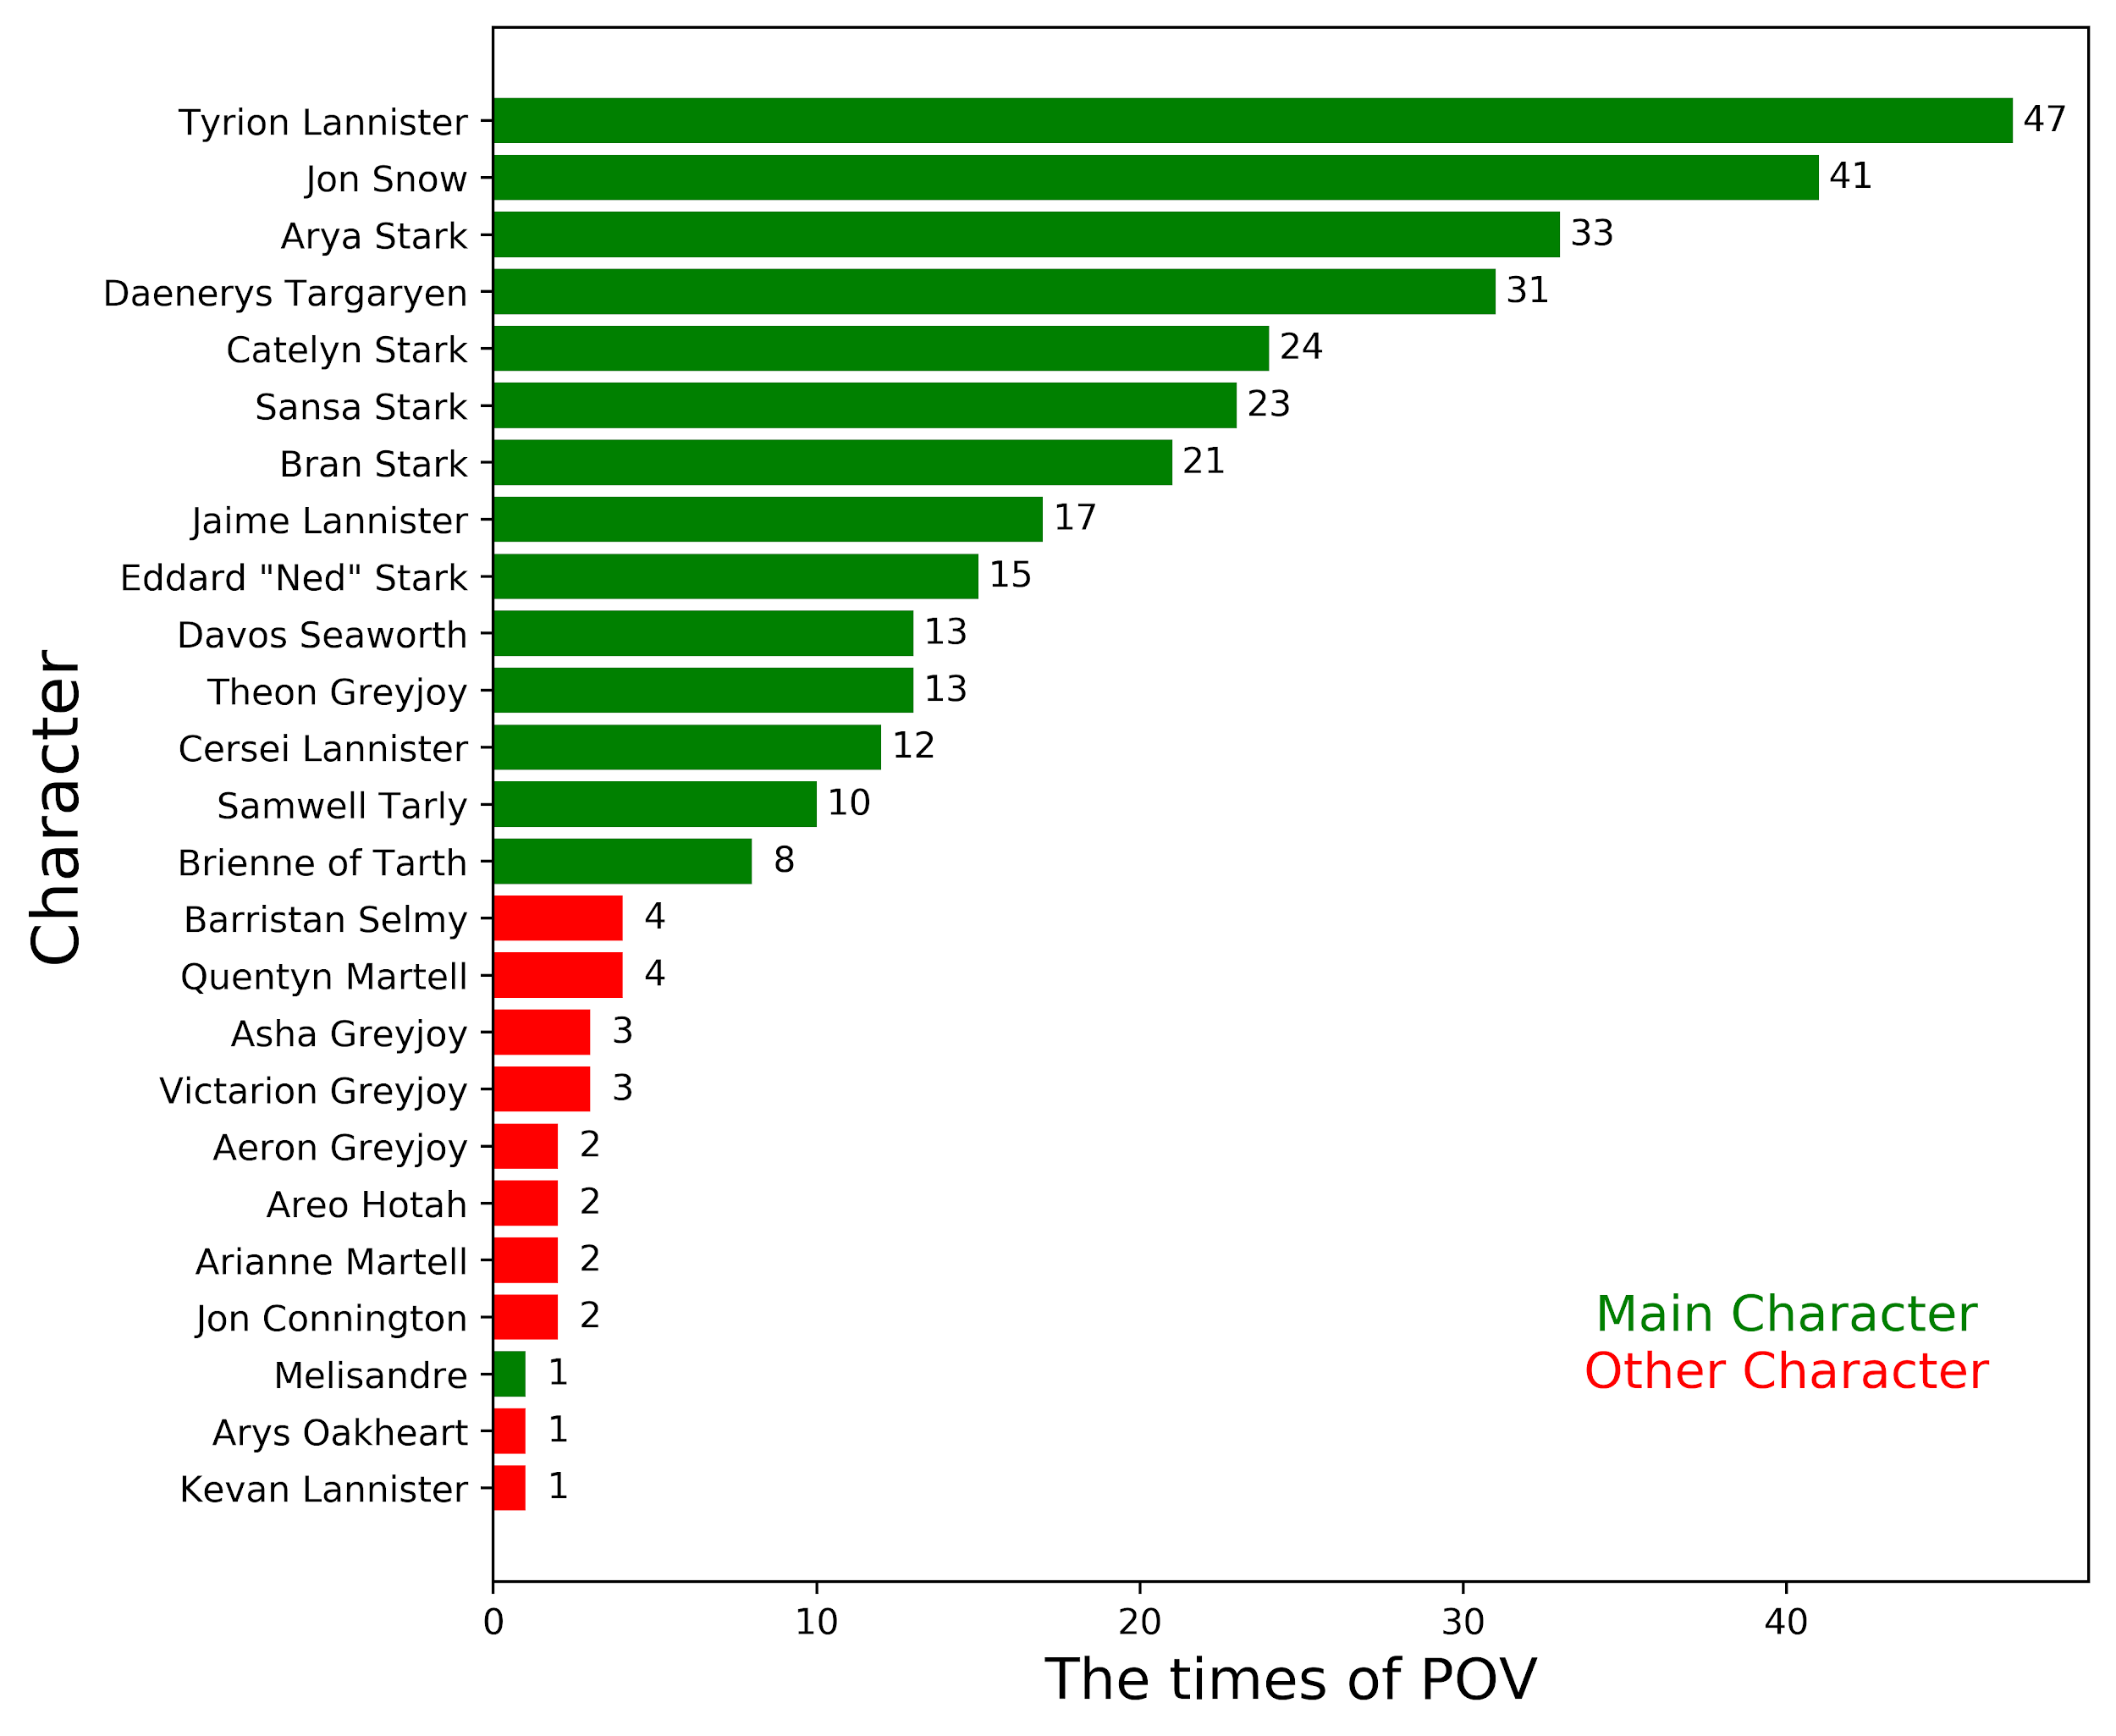 Tyrion Lannister 47
Jon Snow 41
Arya Stark 33
Daenerys Targaryen 31
Catelyn Stark 24
Sansa Stark 23
Bran Stark 21
Jaime Lannister 17
Eddard "Ned" Stark 15
Davos Seaworth 13
Theon Greyjoy 13
Cersei Lannister 12
Samwell Tarly 10
Brienne of Tarth 8
Barristan Selmy 4
Quentyn Martell 4
Asha Greyjoy 3
Victarion Greyjoy 3
Aeron Greyjoy 2
Areo Hotah 2
Arianne Martell 2
Jon Connington 2
Melisandre 1
Arys Oakheart 1
Kevan Lannister 1
Character
Main Character
Other Character
0 10 20 30 40
The times of POV